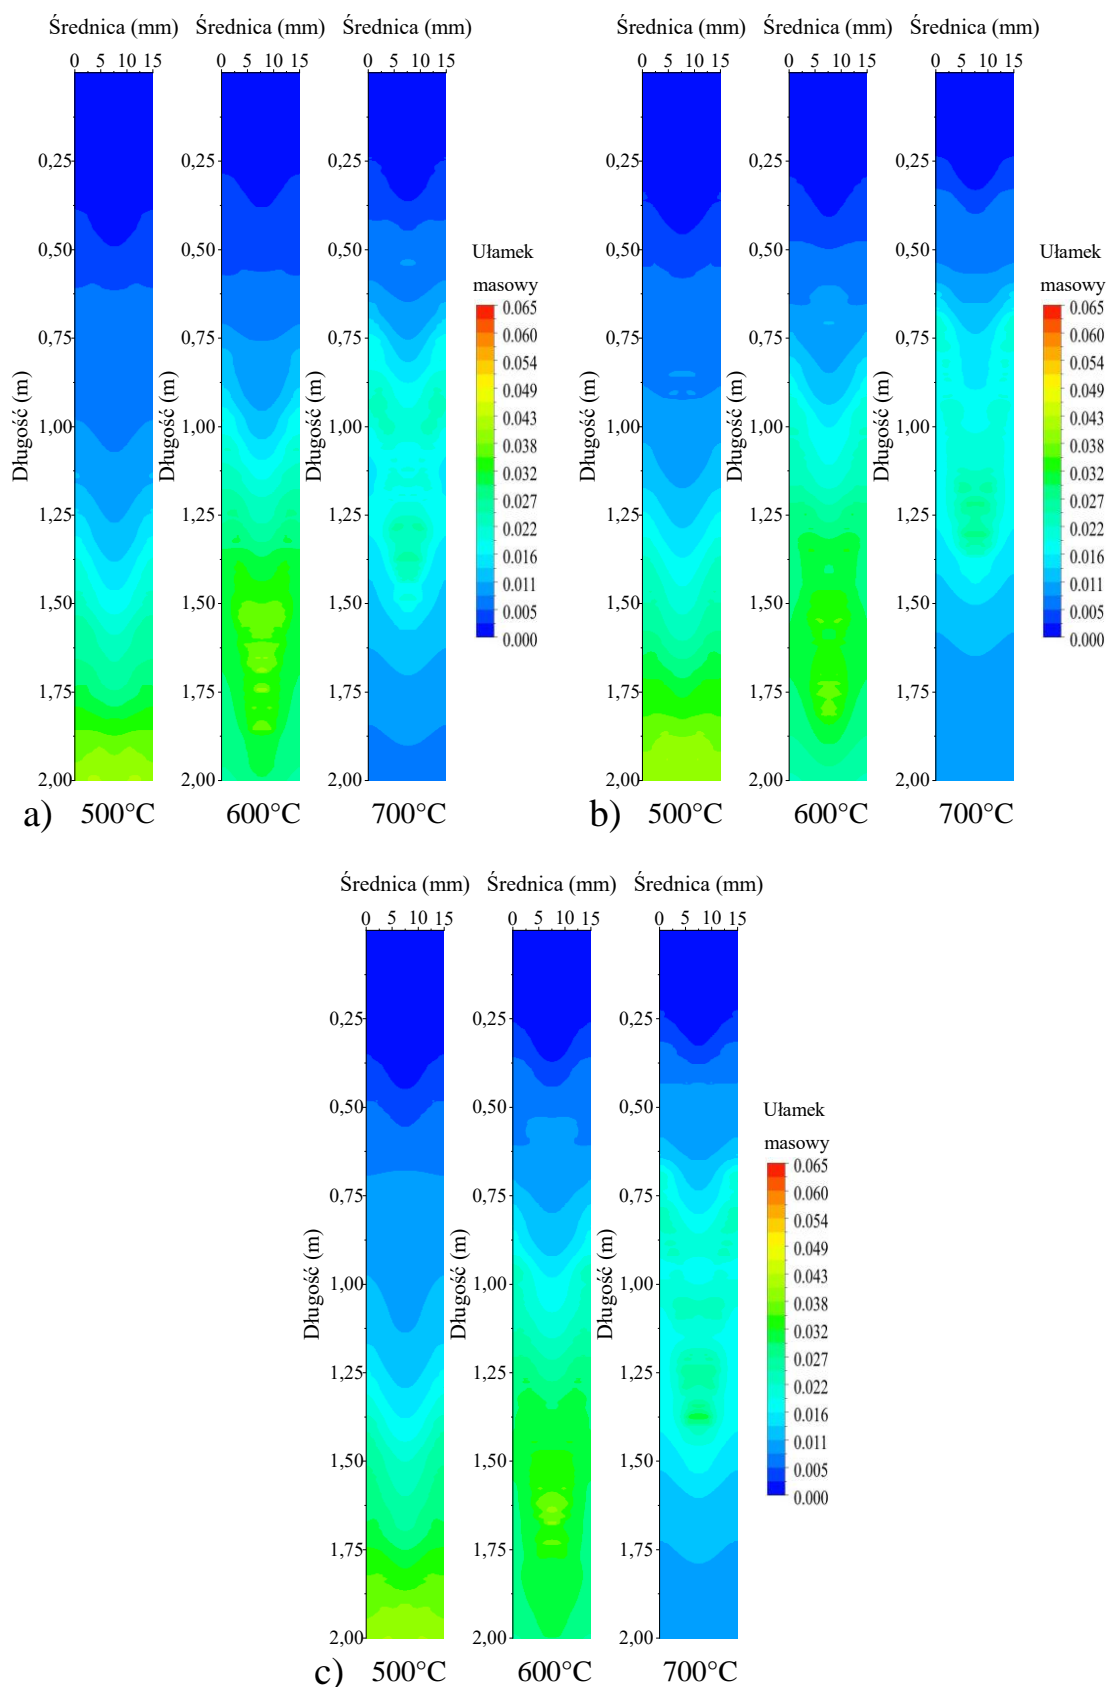 Średnica (mm) Średnica (mm) Średnica (mm)
0 5 10 15 0 5 10 15 0 5 10 15
0,25 0,25 0,25
0,50 0,50 0,50
0,75 0,75 0,75
1,00 1,00 1,00
1,25 1,25 1,25
1,50 1,50 1,50
1,75 1,75 1,75
2,00 2,00 2,00
Długość (m) Długość (m) Długość (m)
Ułamek
masowy
0.065
0.060
0.054
0.049
0.043
0.038
0.032
0.027
0.022
0.016
0.011
0.005
0.000
a) 500°C 600°C 700°C
Średnica (mm) Średnica (mm) Średnica (mm)
0 5 10 15 0 5 10 15 0 5 10 15
0,25 0,25 0,25
0,50 0,50 0,50
0,75 0,75 0,75
1,00 1,00 1,00
1,25 1,25 1,25
1,50 1,50 1,50
1,75 1,75 1,75
2,00 2,00 2,00
Długość (m) Długość (m) Długość (m)
Ułamek
masowy
0.065
0.060
0.054
0.049
0.043
0.038
0.032
0.027
0.022
0.016
0.011
0.005
0.000
b) 500°C 600°C 700°C
Średnica (mm) Średnica (mm) Średnica (mm)
0 5 10 15 0 5 10 15 0 5 10 15
0,25 0,25 0,25
0,50 0,50 0,50
0,75 0,75 0,75
1,00 1,00 1,00
1,25 1,25 1,25
1,50 1,50 1,50
1,75 1,75 1,75
2,00 2,00 2,00
Długość (m) Długość (m) Długość (m)
Ułamek
masowy
0.065
0.060
0.054
0.049
0.043
0.038
0.032
0.027
0.022
0.016
0.011
0.005
0.000
c) 500°C 600°C 700°C